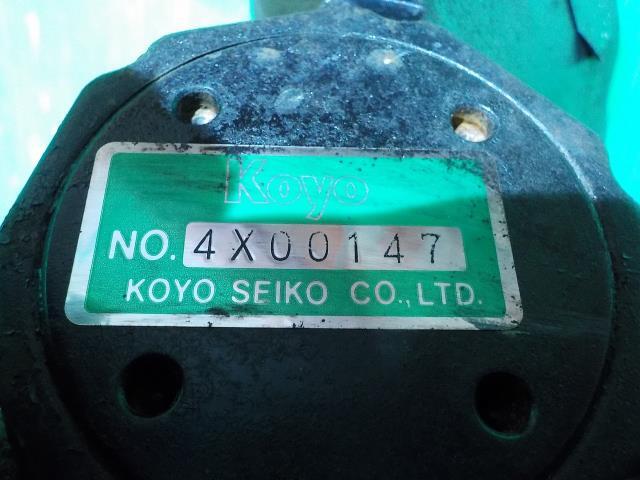 Koyo
NO. 4X00147
KOYO SEIKO CO., LTD.